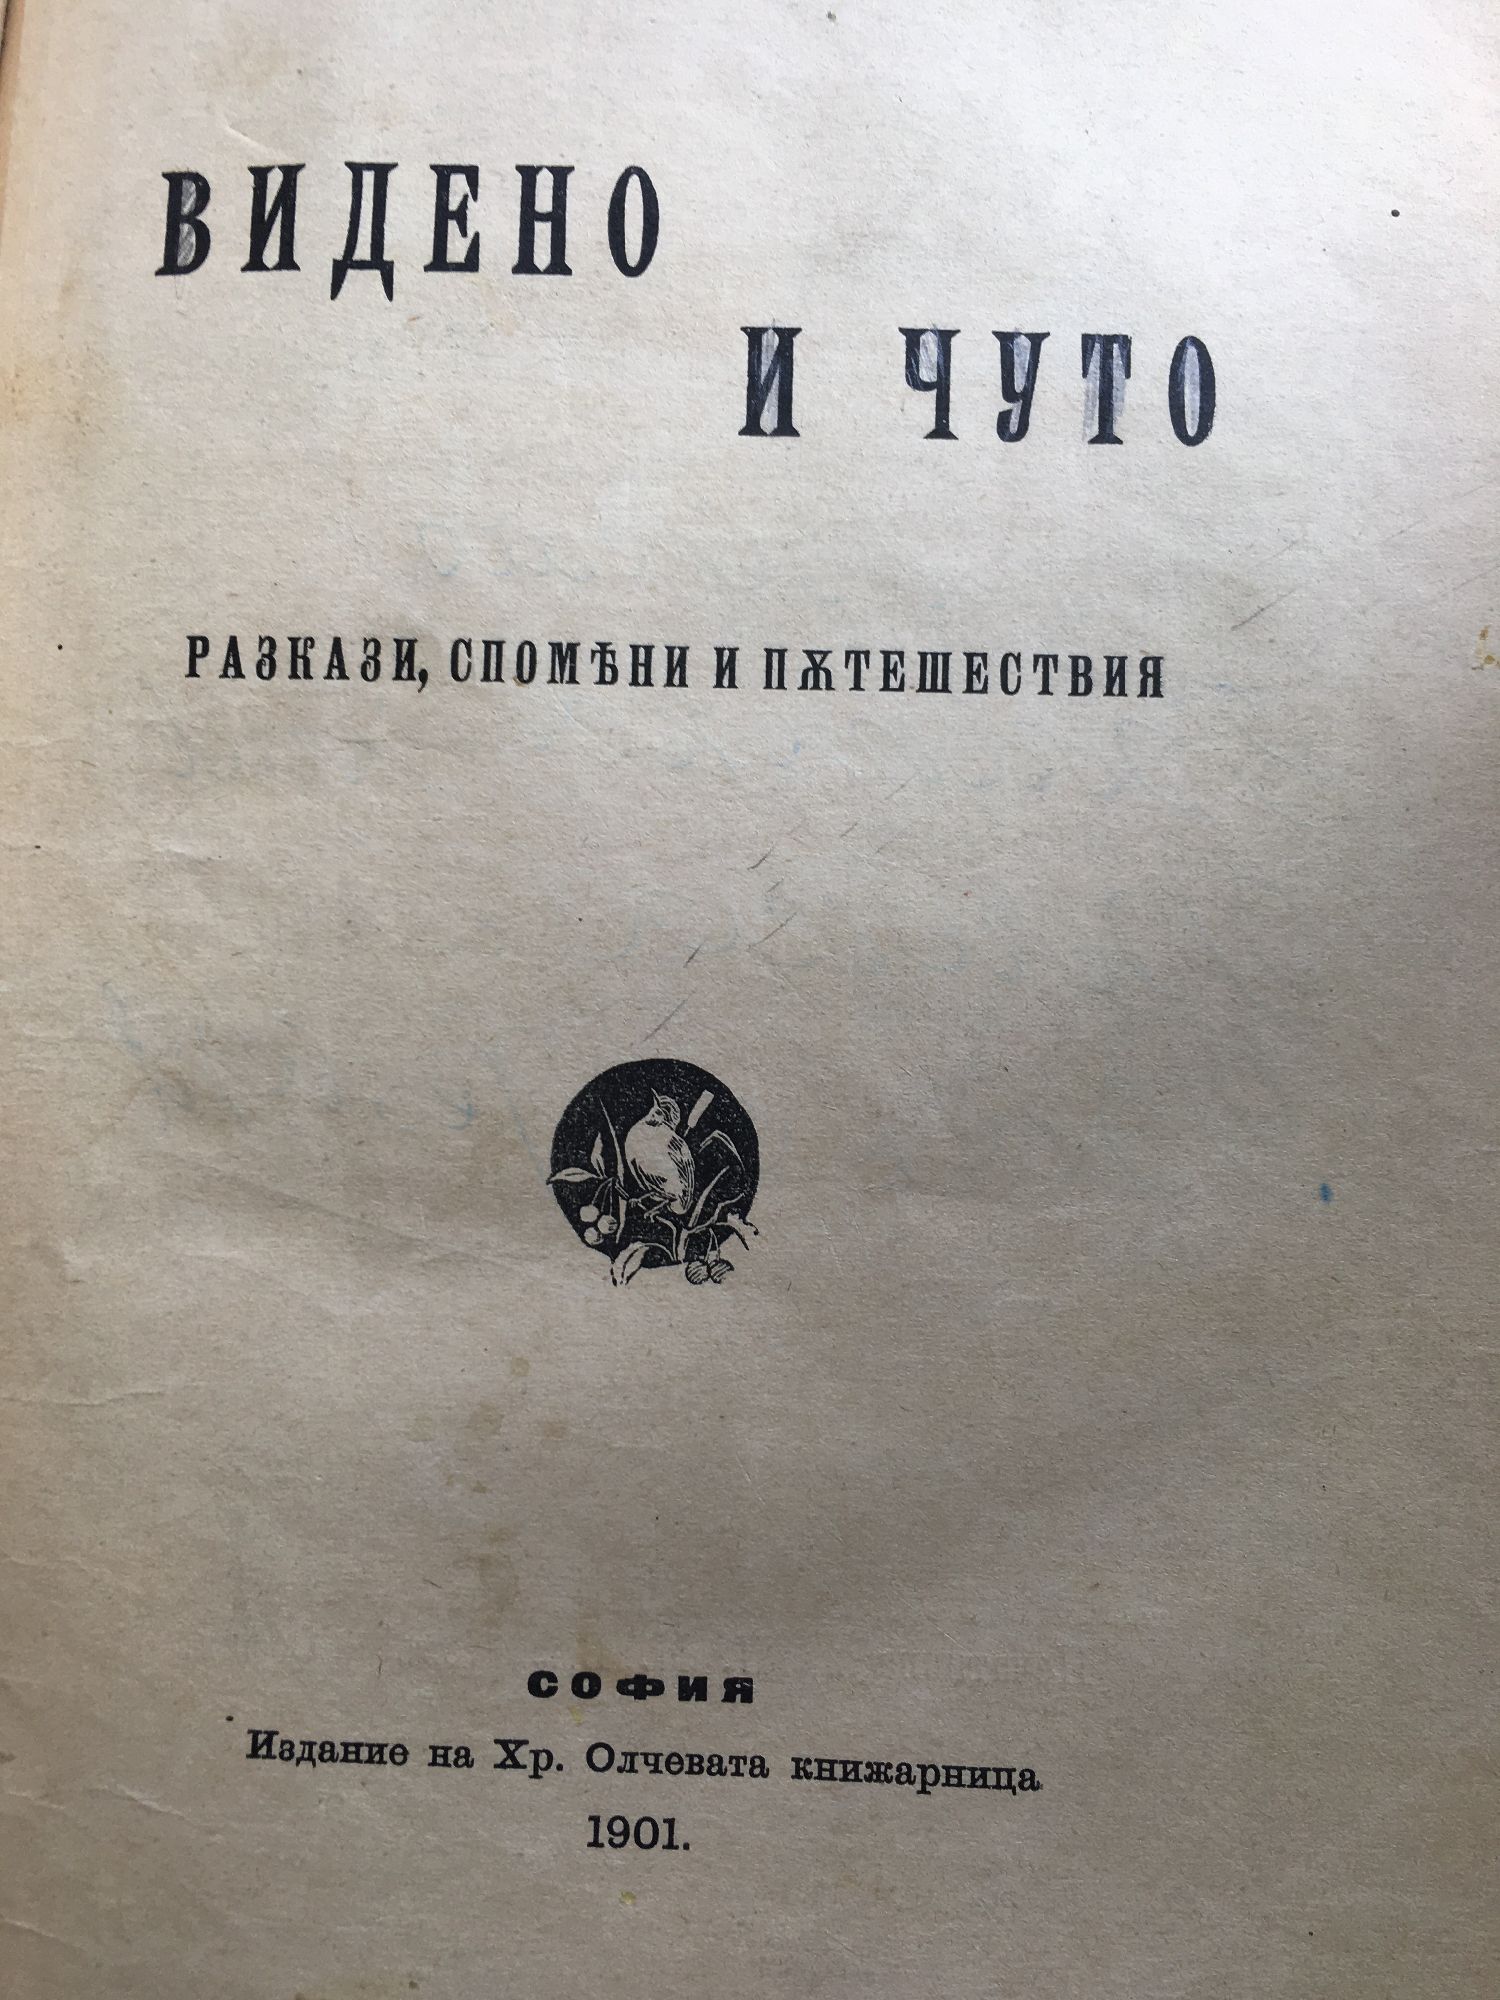 ВИДЕНО
И ЧУТО
РАЗКАЗИ, СПОМѢНИ И ПѪТЕШЕСТВИЯ
СОФИЯ
Издание на Хр. Олчевата книжарница
1901.